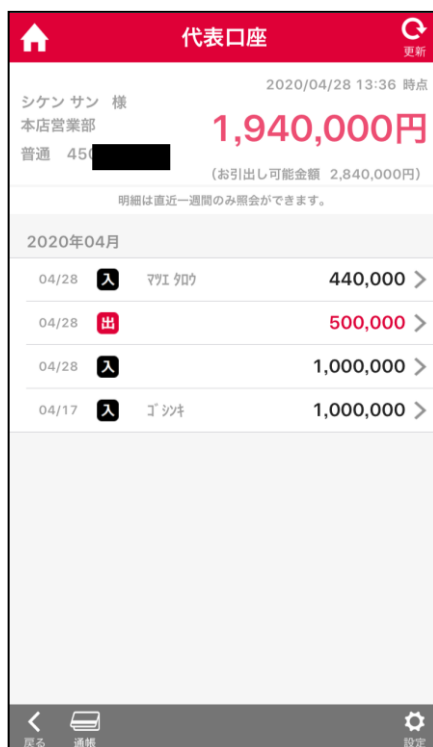 代表口座
更新
2020/04/28 13:36 時点
シケン サン 様
本店営業部
1,940,000円
普通 450
(お引出し可能金額 2,840,000円)
明細は直近一週間のみ照会ができます。
2020年04月
04/28 入 ﾏﾂｴ ﾀﾛｳ 440,000
04/28 出 500,000
04/28 入 1,000,000
04/17 入 ｺﾞｼﾝｷ 1,000,000
戻る 通帳 設定